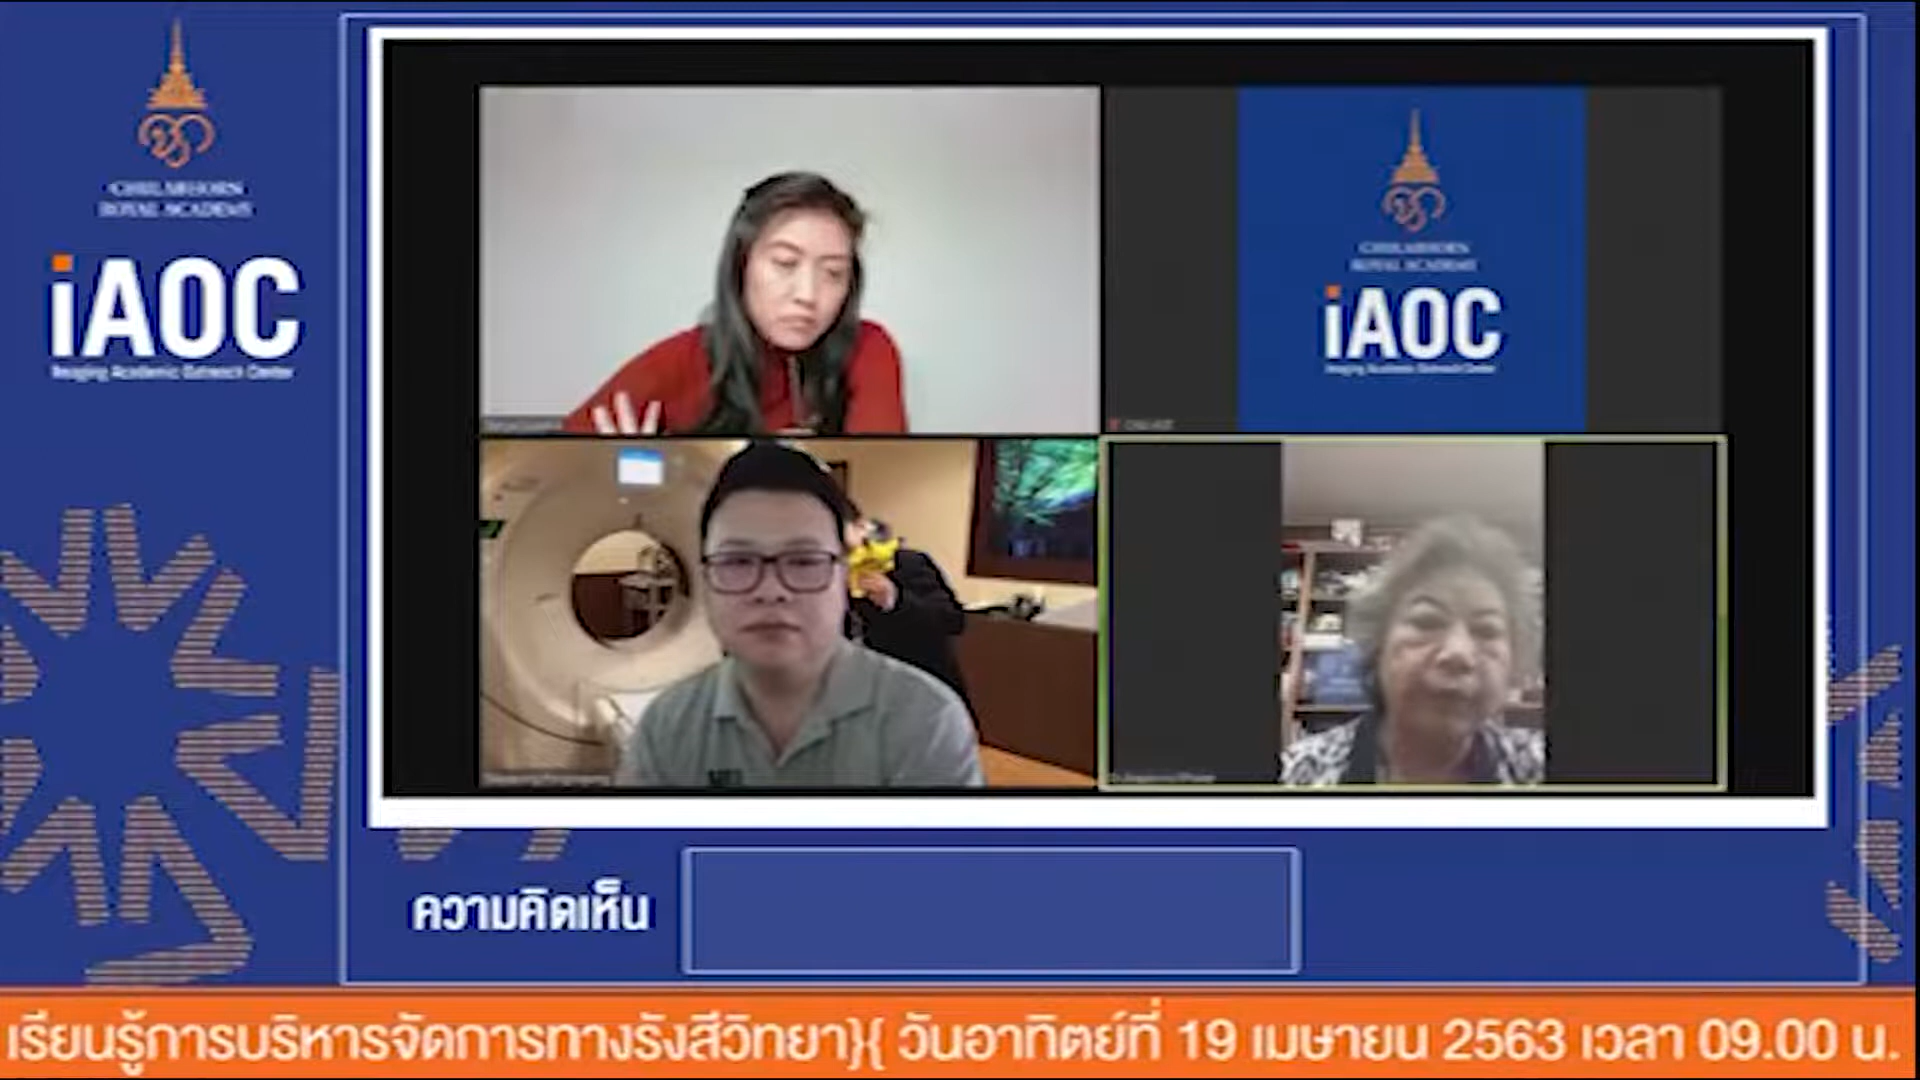 CHULABHORN
ROYAL ACADEMY
iAOC
Imaging Academic Outreach Center
CHULABHORN
ROYAL ACADEMY
iAOC
Imaging Academic Outreach Center
ความคิดเห็น
เรียนรู้การบริหารจัดการทางรังสีวิทยา}{ วันอาทิตย์ที่ 19 เมษายน 2563 เวลา 09.00 น.